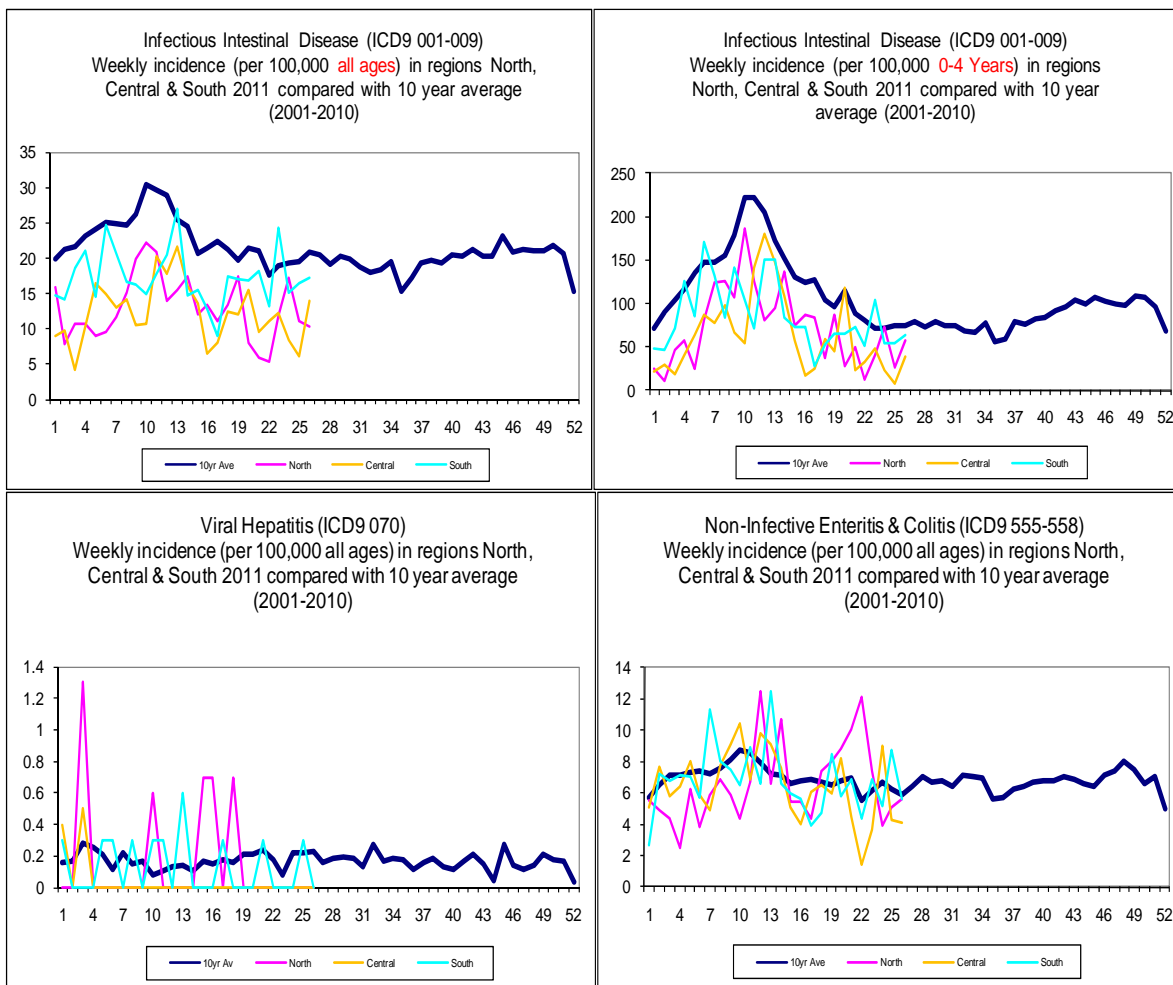 Infectious Intestinal Disease (ICD9 001-009)
Weekly incidence (per 100,000 all ages) in regions North,
Central & South 2011 compared with 10 year average
(2001-2010)
35
30
25
20
15
10
5
0
1 4 7 10 13 16 19 22 25 28 31 34 37 40 43 46 49 52
10yr Ave North Central South
Infectious Intestinal Disease (ICD9 001-009)
Weekly incidence (per 100,000 0-4 Years) in regions
North, Central & South 2011 compared with 10 year
average (2001-2010)
250
200
150
100
50
0
1 4 7 10 13 16 19 22 25 28 31 34 37 40 43 46 49 52
10yr Ave North Central South
Viral Hepatitis (ICD9 070)
Weekly incidence (per 100,000 all ages) in regions North,
Central & South 2011 compared with 10 year average
(2001-2010)
1.4
1.2
1
0.8
0.6
0.4
0.2
0
1 4 7 10 13 16 19 22 25 28 31 34 37 40 43 46 49 52
10yr Av North Central South
Non-Infective Enteritis & Colitis (ICD9 555-558)
Weekly incidence (per 100,000 all ages) in regions North,
Central & South 2011 compared with 10 year average
(2001-2010)
14
12
10
8
6
4
2
0
1 4 7 10 13 16 19 22 25 28 31 34 37 40 43 46 49 52
10yr Ave North Central South